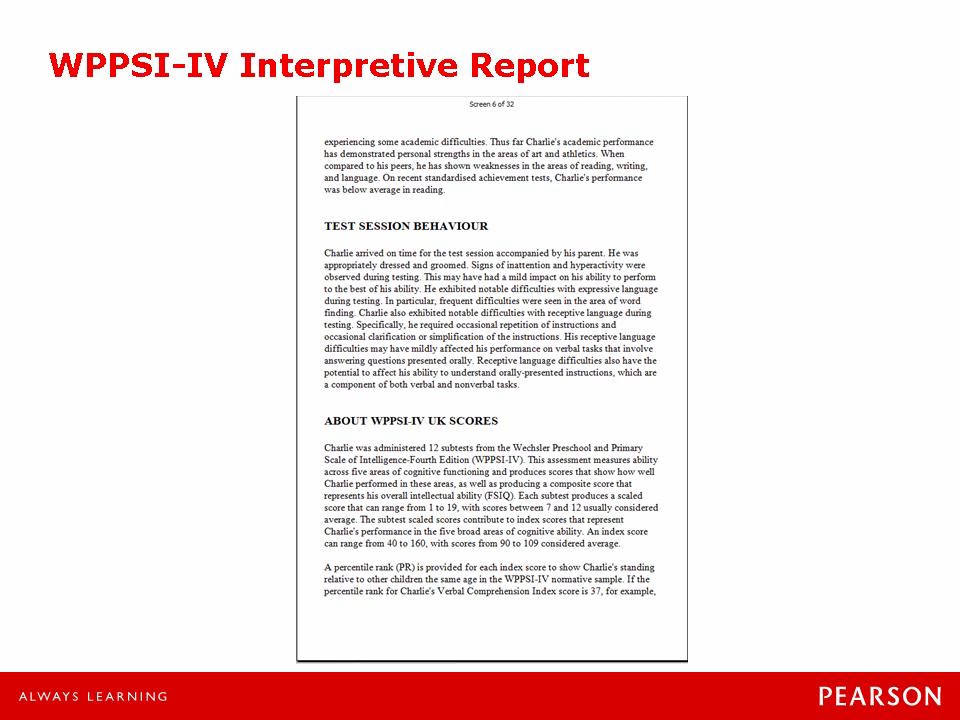 WPPSI-IV Interpretive Report
Screen 6 of 32
experiencing some academic difficulties. Thus far Charlie's academic performance
has demonstrated personal strengths in the areas of art and athletics. When
compared to his peers, he has shown weaknesses in the areas of reading, writing,
and language. On recent standardised achievement tests, Charlie's performance
was below average in reading.
TEST SESSION BEHAVIOUR
Charlie arrived on time for the test session accompanied by his parent. He was
appropriately dressed and groomed. Signs of inattention and hyperactivity were
observed during testing. This may have had a mild impact on his ability to perform
to the best of his ability. He exhibited notable difficulties with expressive language
during testing. In particular, frequent difficulties were seen in the area of word
finding. Charlie also exhibited notable difficulties with receptive language during
testing. Specifically, he required occasional repetition of instructions and
occasional clarification or simplification of the instructions. His receptive language
difficulties may have mildly affected his performance on verbal tasks that involve
answering questions presented orally. Receptive language difficulties also have the
potential to affect his ability to understand orally-presented instructions, which are
a component of both verbal and nonverbal tasks.
ABOUT WPPSI-IV UK SCORES
Charlie was administered 12 subtests from the Wechsler Preschool and Primary
Scale of Intelligence-Fourth Edition (WPPSI-IV). This assessment measures ability
across five areas of cognitive functioning and produces scores that show how well
Charlie performed in these areas, as well as producing a composite score that
represents his overall intellectual ability (FSIQ). Each subtest produces a scaled
score that can range from 1 to 19, with scores between 7 and 12 usually considered
average. The subtest scaled scores contribute to index scores that represent
Charlie's performance in the five broad areas of cognitive ability. An index score
can range from 40 to 160, with scores from 90 to 109 considered average.
A percentile rank (PR) is provided for each index score to show Charlie's standing
relative to other children the same age in the WPPSI-IV normative sample. If the
percentile rank for Charlie's Verbal Comprehension Index score is 37, for example,
ALWAYS LEARNING
PEARSON